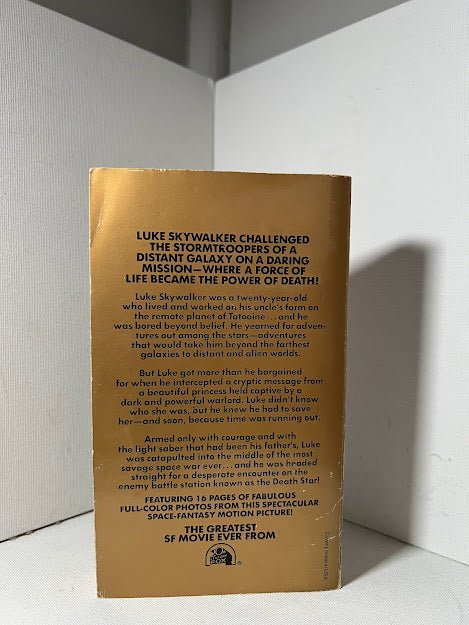 LUKE SKYWALKER CHALLENGED
THE STORMTROOPERS OF A
DISTANT GALAXY ON A DARING
MISSION—WHERE A FORCE OF
LIFE BECAME THE POWER OF DEATH!
Luke Skywalker was a twenty-year-old
who lived and worked on his uncle's farm on
the remote planet of Tatooine...and he
was bored beyond belief. He yearned for adven-
tures out among the stars—adventures
that would take him beyond the farthest
galaxies to distant and alien worlds.
But Luke got more than he bargained
for when he intercepted a cryptic message from
a beautiful princess held captive by a
dark and powerful warlord. Luke didn't know
who she was, but he knew he had to save
her—and soon, because time was running out.
Armed only with courage and with
the light saber that had been his father's, Luke
was catapulted into the middle of the most
savage space war ever...and he was headed
straight for a desperate encounter on the
enemy battle station known as the Death Star!
FEATURING 16 PAGES OF FABULOUS
FULL-COLOR PHOTOS FROM THIS SPECTACULAR
SPACE-FANTASY MOTION PICTURE!
THE GREATEST
SF MOVIE EVER FROM
20
CENTURY
FOX
®